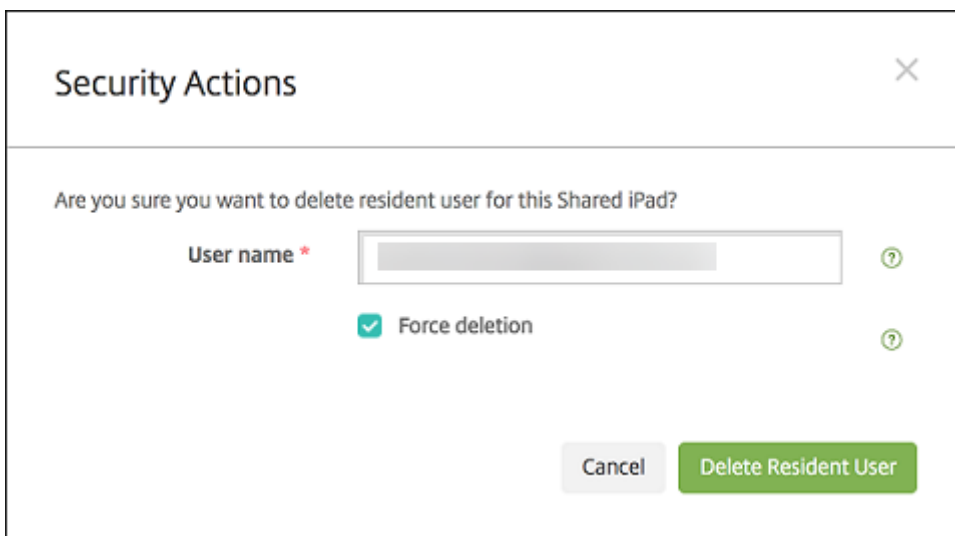 Security Actions
Are you sure you want to delete resident user for this Shared iPad?
User name *
Force deletion
Cancel
Delete Resident User